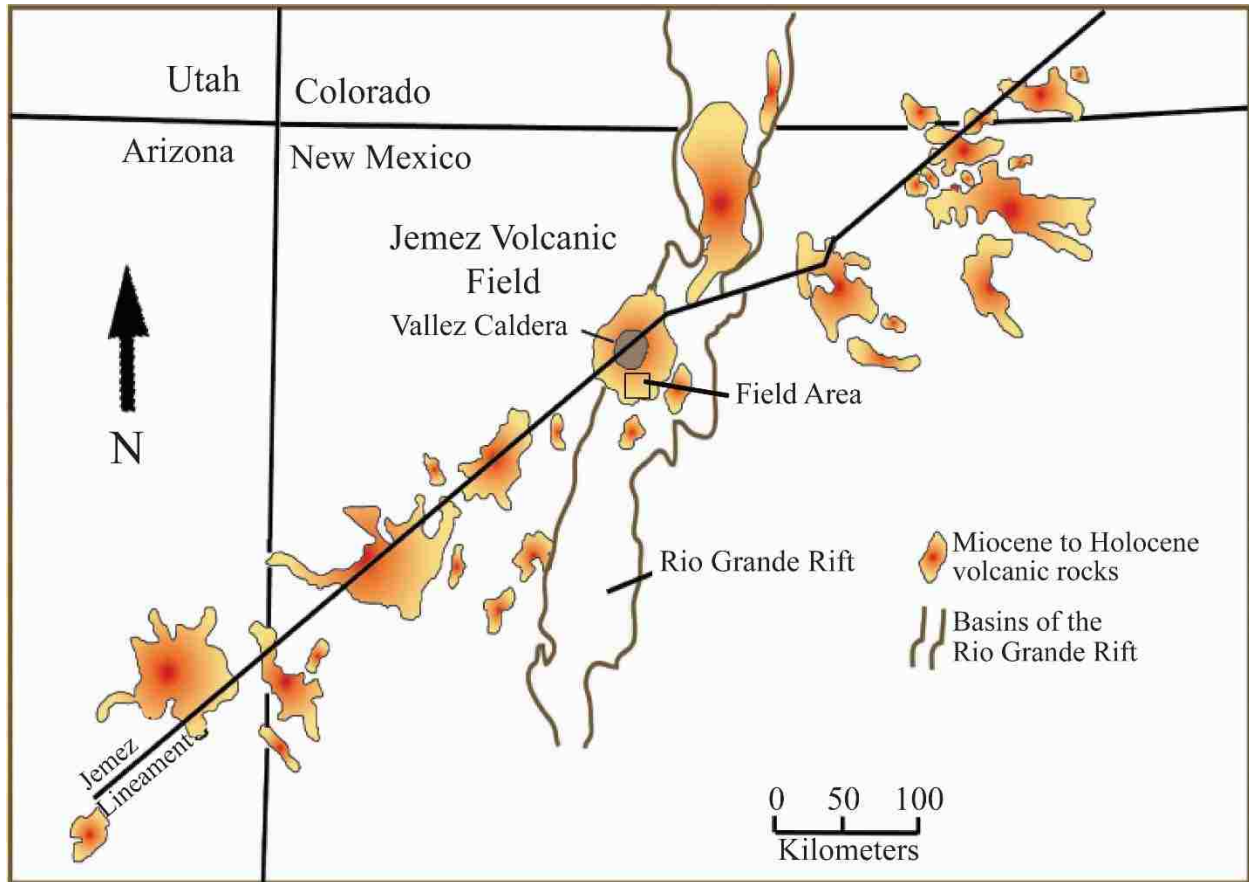 Utah
Colorado
Arizona
New Mexico
Jemez Volcanic
Field
Vallez Caldera
Field Area
N
Rio Grande Rift
Miocene to Holocene
volcanic rocks
Basins of the
Rio Grande Rift
Jemez
Lineament
0 50 100
Kilometers